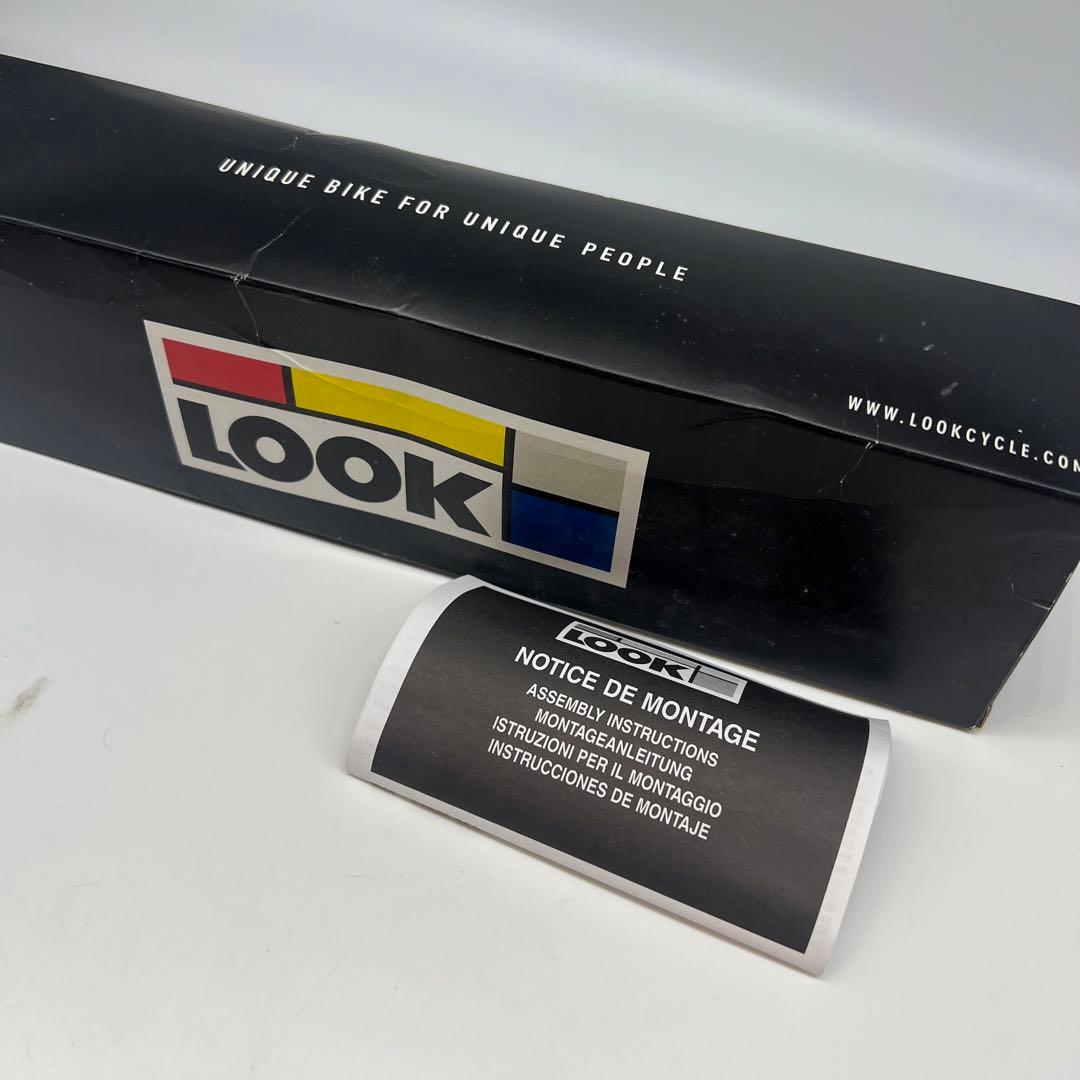 UNIQUE BIKE FOR UNIQUE PEOPLE
WWW.LOOKCYCLE.COM
LOOK
LOOK
NOTICE DE MONTAGE
ASSEMBLY INSTRUCTIONS
MONTAGEANLEITUNG
ISTRUZIONI PER IL MONTAGGIO
INSTRUCCIONES DE MONTAJE